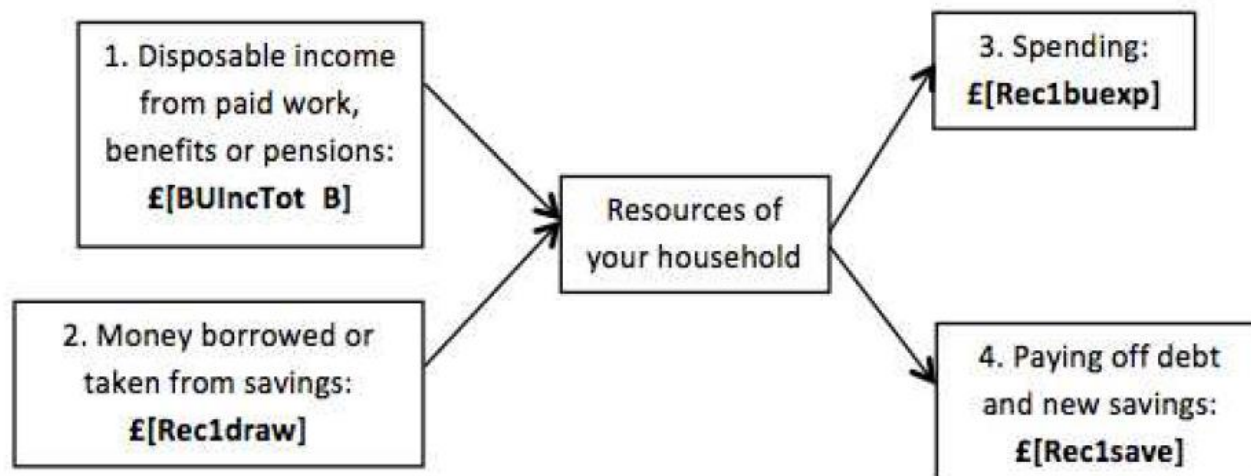 1. Disposable income
from paid work,
benefits or pensions:
£[BUIncTot B]
2. Money borrowed or
taken from savings:
£[Rec1draw]
Resources of
your household
3. Spending:
£[Rec1buexp]
4. Paying off debt
and new savings:
£[Rec1save]